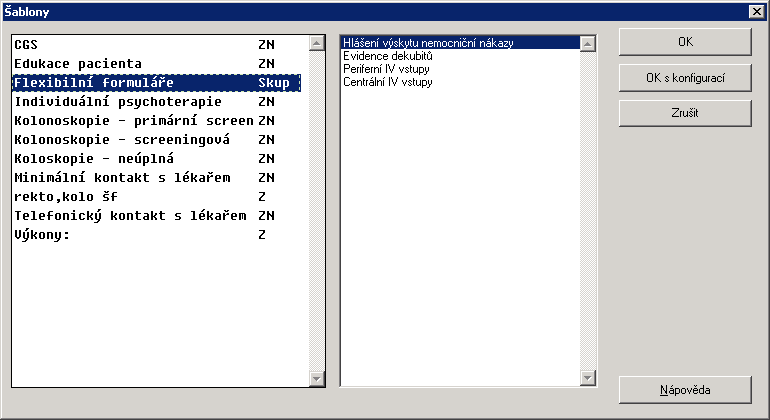 Šablony
CGS ZN
Edukace pacienta ZN
Flexibilní formuláře Skup
Individuální psychoterapie ZN
Kolonoskopie - primární screen ZN
Kolonoskopie - screeningová ZN
Koloskopie - neúplná ZN
Minimální kontakt s lékařem ZN
rekto,kolo šf Z
Telefonický kontakt s lékařem ZN
Výkony: Z
Hlášení výskytu nemocniční nákazy
Evidence dekubitů
Periferní IV vstupy
Centrální IV vstupy
OK
OK s konfigurací
Zrušit
Nápověda